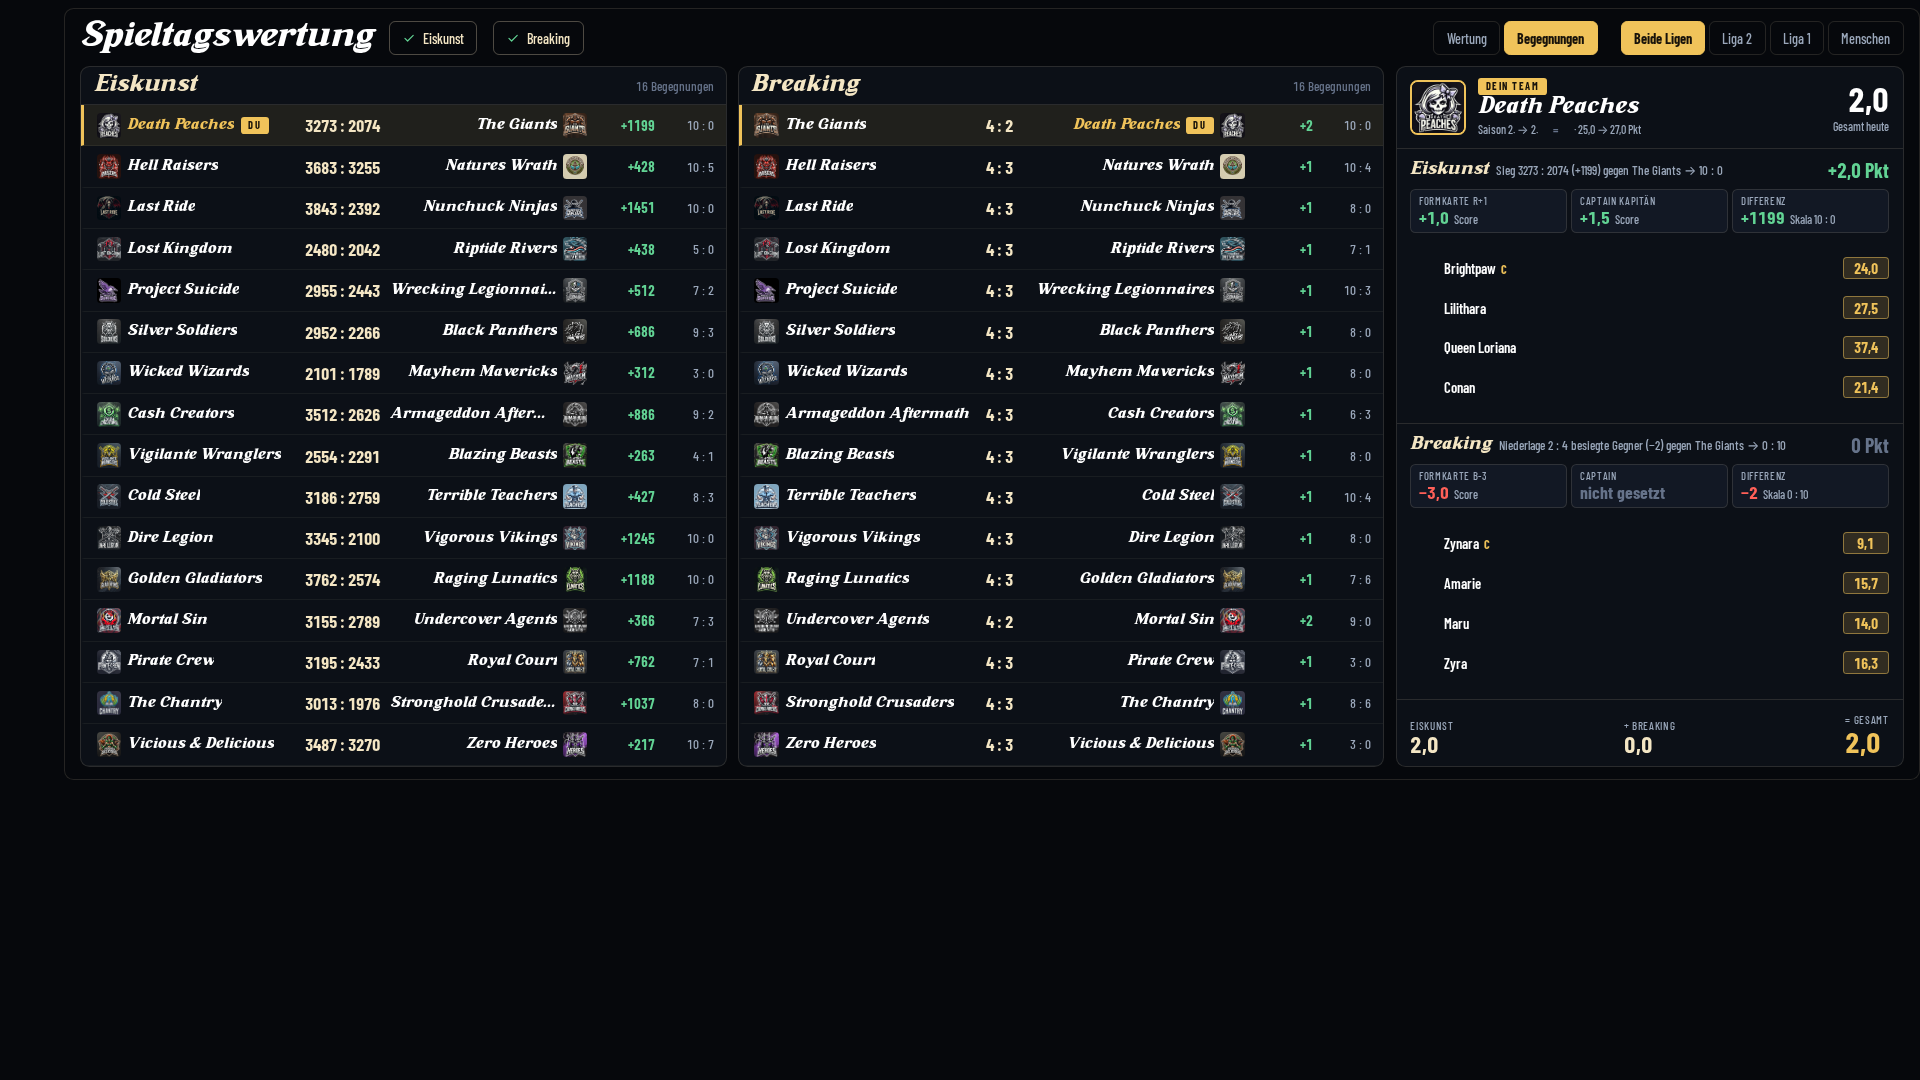 Spieltagswertung ✓ Eiskunst ✓ Breaking Wertung Begegnungen Beide Ligen Liga 2 Liga 1 Menschen
Eiskunst 16 Begegnungen
Death Peaches DU 3273 : 2074 The Giants +1199 10 : 0
Hell Raisers 3683 : 3255 Natures Wrath +428 10 : 5
Last Ride 3843 : 2392 Nunchuck Ninjas +1451 10 : 0
Lost Kingdom 2480 : 2042 Riptide Rivers +438 5 : 0
Project Suicide 2955 : 2443 Wrecking Legionnai... +512 7 : 2
Silver Soldiers 2952 : 2266 Black Panthers +686 9 : 3
Wicked Wizards 2101 : 1789 Mayhem Mavericks +312 3 : 0
Cash Creators 3512 : 2626 Armageddon After... +886 9 : 2
Vigilante Wranglers 2554 : 2291 Blazing Beasts +263 4 : 1
Cold Steel 3186 : 2759 Terrible Teachers +427 8 : 3
Dire Legion 3345 : 2100 Vigorous Vikings +1245 10 : 0
Golden Gladiators 3762 : 2574 Raging Lunatics +1188 10 : 0
Mortal Sin 3155 : 2789 Undercover Agents +366 7 : 3
Pirate Crew 3195 : 2433 Royal Court +762 7 : 1
The Chantry 3013 : 1976 Stronghold Crusade... +1037 8 : 0
Vicious & Delicious 3487 : 3270 Zero Heroes +217 10 : 7
Breaking 16 Begegnungen
The Giants 4 : 2 Death Peaches DU +2 10 : 0
Hell Raisers 4 : 3 Natures Wrath +1 10 : 4
Last Ride 4 : 3 Nunchuck Ninjas +1 8 : 0
Lost Kingdom 4 : 3 Riptide Rivers +1 7 : 1
Project Suicide 4 : 3 Wrecking Legionnaires +1 10 : 3
Silver Soldiers 4 : 3 Black Panthers +1 8 : 0
Wicked Wizards 4 : 3 Mayhem Mavericks +1 8 : 0
Armageddon Aftermath 4 : 3 Cash Creators +1 6 : 3
Blazing Beasts 4 : 3 Vigilante Wranglers +1 8 : 0
Terrible Teachers 4 : 3 Cold Steel +1 10 : 4
Vigorous Vikings 4 : 3 Dire Legion +1 8 : 0
Raging Lunatics 4 : 3 Golden Gladiators +1 7 : 6
Undercover Agents 4 : 2 Mortal Sin +2 9 : 0
Royal Court 4 : 3 Pirate Crew +1 3 : 0
Stronghold Crusaders 4 : 3 The Chantry +1 8 : 6
Zero Heroes 4 : 3 Vicious & Delicious +1 3 : 0
DEIN TEAM
Death Peaches 2,0
Saison 2. → 2. = · 25,0 → 27,0 Pkt Gesamt heute
Eiskunst Sieg 3273 : 2074 (+1199) gegen The Giants → 10 : 0 +2,0 Pkt
FORMKARTE R+1 CAPTAIN KAPITÄN DIFFERENZ
+1,0 Score +1,5 Score +1199 Skala 10 : 0
Brightpaw C 24,0
Lilithara 27,5
Queen Loriana 37,4
Conan 21,4
Breaking Niederlage 2 : 4 besiegte Gegner (−2) gegen The Giants → 0 : 10 0 Pkt
FORMKARTE B-3 CAPTAIN DIFFERENZ
−3,0 Score nicht gesetzt −2 Skala 0 : 10
Zynara C 9,1
Amarie 15,7
Maru 14,0
Zyra 16,3
EISKUNST + BREAKING = GESAMT
2,0 0,0 2,0